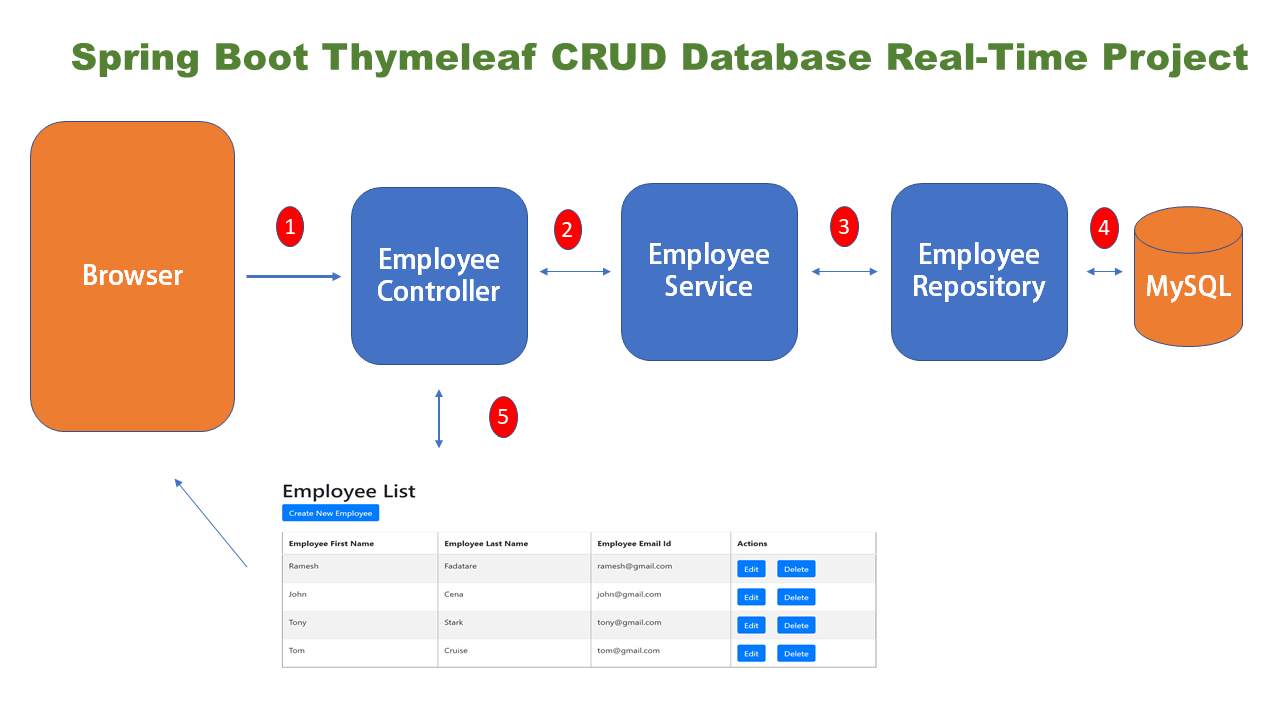 Spring Boot Thymeleaf CRUD Database Real-Time Project
Browser
1
Employee
Controller
2
Employee
Service
3
Employee
Repository
4
MySQL
5
Employee List
Create New Employee
Employee First Name Employee Last Name Employee Email Id Actions
Ramesh Fadatare ramesh@gmail.com Edit Delete
John Cena john@gmail.com Edit Delete
Tony Stark tony@gmail.com Edit Delete
Tom Cruise tom@gmail.com Edit Delete